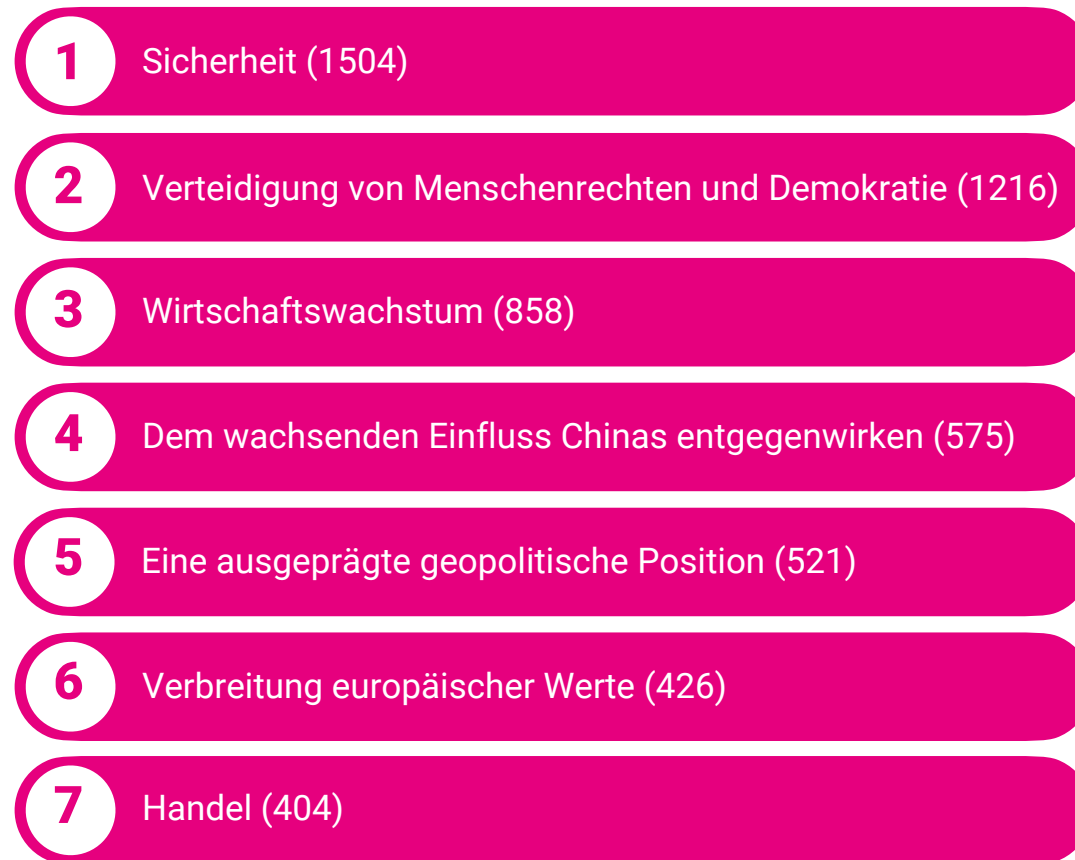 1 Sicherheit (1504)
2 Verteidigung von Menschenrechten und Demokratie (1216)
3 Wirtschaftswachstum (858)
4 Dem wachsenden Einfluss Chinas entgegenwirken (575)
5 Eine ausgeprägte geopolitische Position (521)
6 Verbreitung europäischer Werte (426)
7 Handel (404)